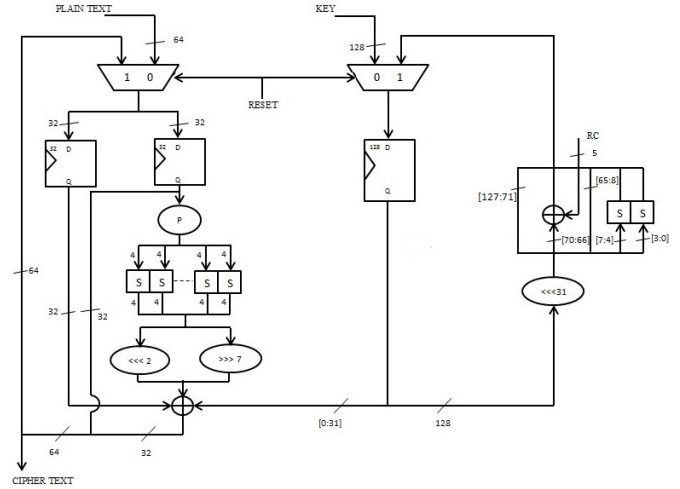 PLAIN TEXT
KEY
64
128
1 0
0 1
RESET
32
32
RC
5
32 D
32 D
128 D
Q
Q
Q
[127:71]
[65:8]
P
S S
[70:66]
[7:4]
[3:0]
4 4 4 4
64
S S S S
<<<31
4 4 4 4
32
32
<<< 2
>>> 7
[0:31]
128
64
32
CIPHER TEXT